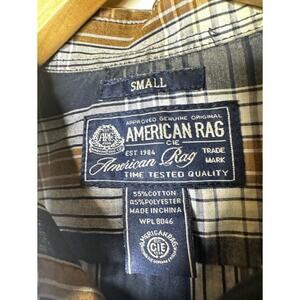 SMALL
APPROVED GENUINE ORIGINAL
AMERICAN RAG
CIE
EST 1984
TRADE
MARK
American Rag
TIME TESTED QUALITY
55%COTTON
45%POLYESTER
MADE IN CHINA
WPL 8046
AMERICAN RAG
CIE